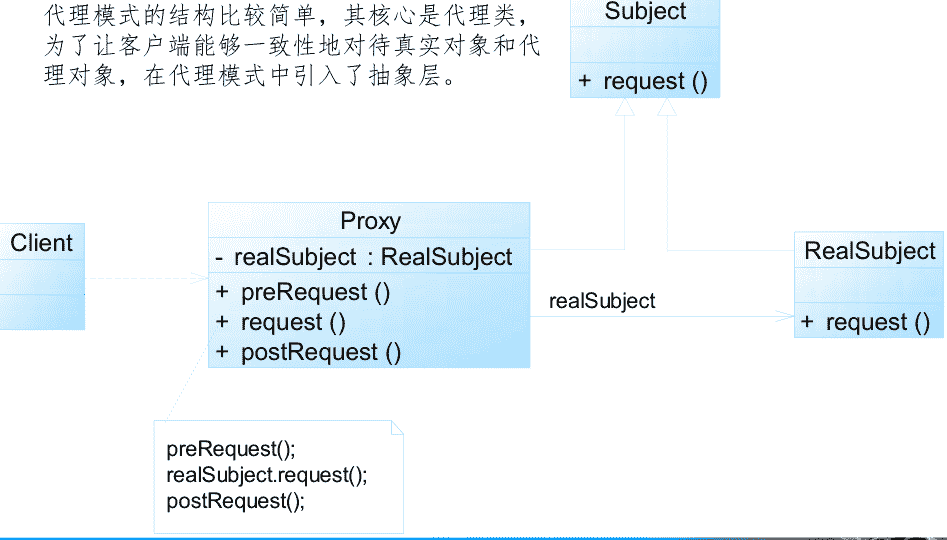 代理模式的结构比较简单，其核心是代理类，
为了让客户端能够一致性地对待真实对象和代
理对象，在代理模式中引入了抽象层。
Subject
+ request ()
Client
Proxy
- realSubject : RealSubject
+ preRequest ()
+ request ()
+ postRequest ()
realSubject
RealSubject
+ request ()
preRequest();
realSubject.request();
postRequest();